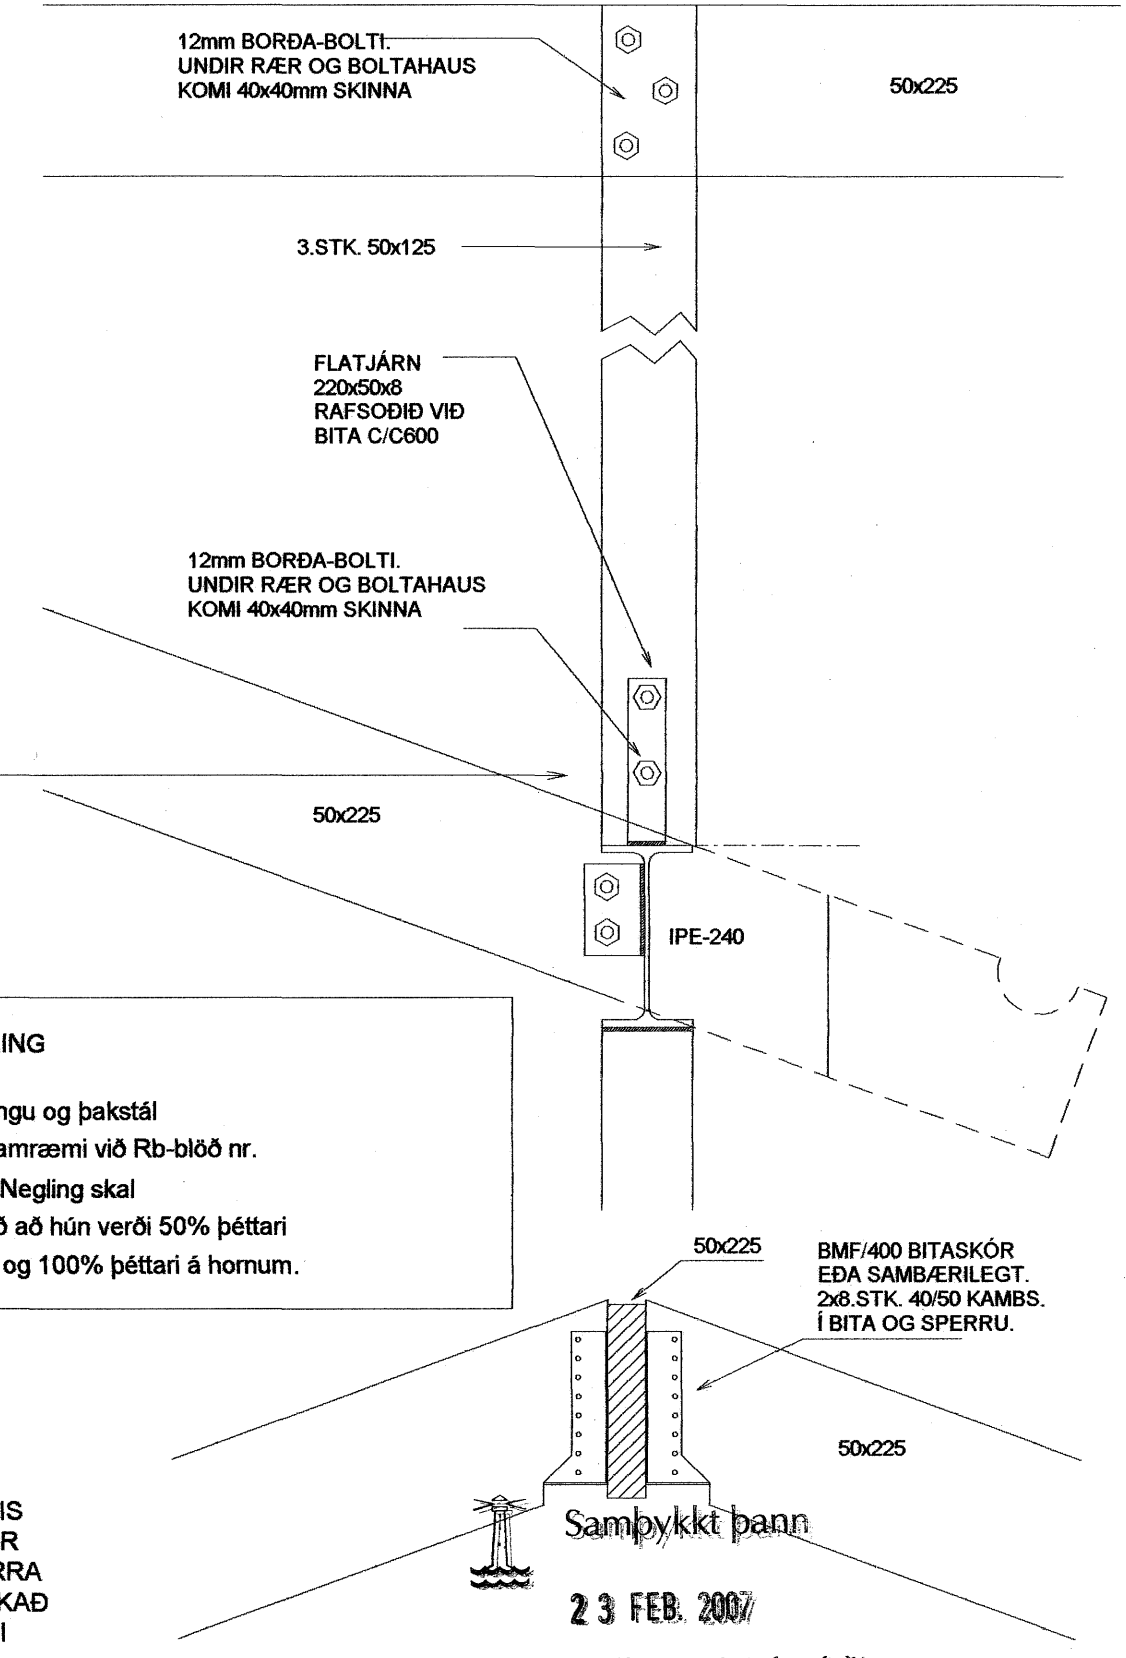 12mm BORÐA-BOLTI.
UNDIR RÆR OG BOLTAHAUS
KOMI 40x40mm SKINNA
50x225
3.STK. 50x125
FLATJÁRN
220x50x8
RAFSOÐIÐ VIÐ
BITA C/C600
12mm BORÐA-BOLTI.
UNDIR RÆR OG BOLTAHAUS
KOMI 40x40mm SKINNA
50x225
IPE-240
ING
ngu og þakstál
amræmi við Rb-blöð nr.
Negling skal
ð að hún verði 50% þéttari
og 100% þéttari á hornum.
50x225
BMF/400 BITASKÓR
EÐA SAMBÆRILEGT.
2x8.STK. 40/50 KAMBS.
Í BITA OG SPERRU.
50x225
IS
R
RRA
KAÐ
I
Samþykkt þann
23 FEB. 2007